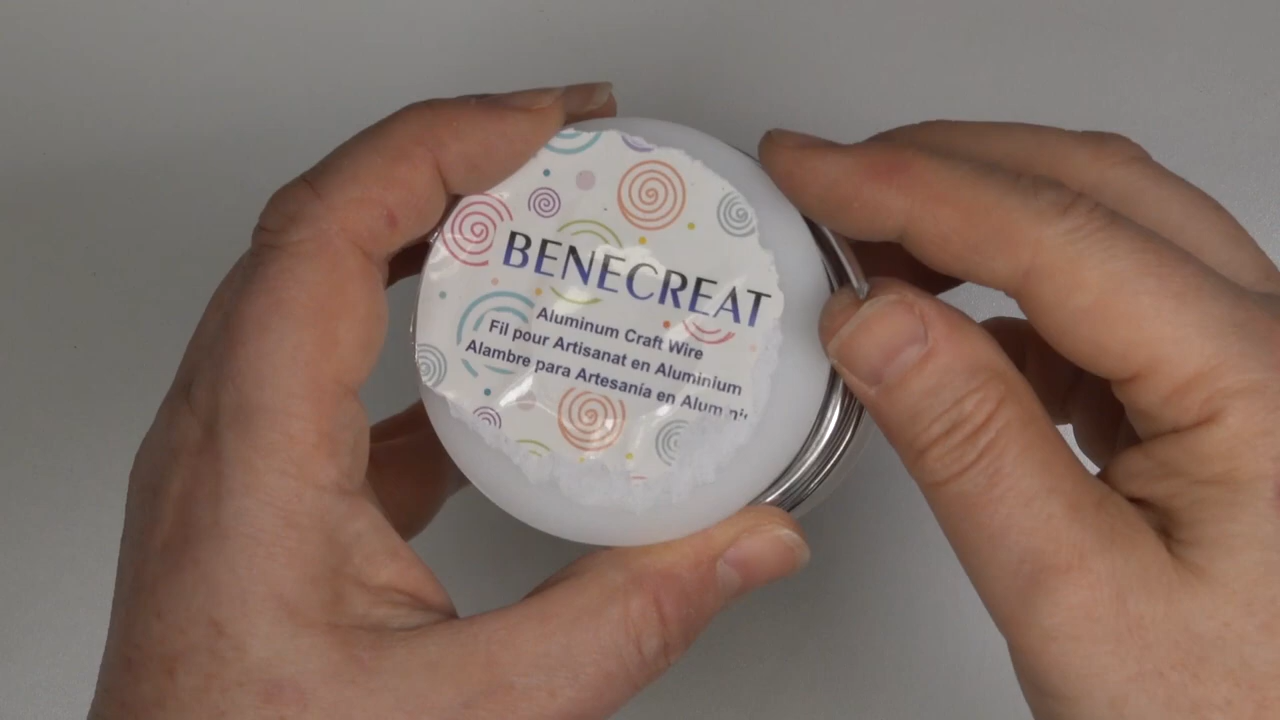 BENECREAT
Aluminum Craft Wire
Fil pour Artisanat en Aluminium
Alambre para Artesanía en